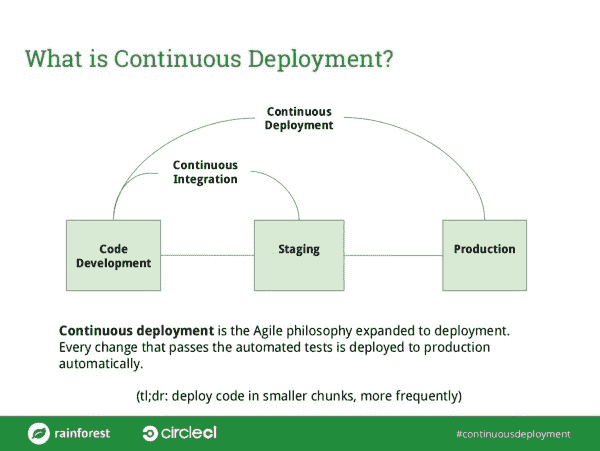 What is Continuous Deployment?
Continuous
Deployment
Continuous
Integration
Code
Development
Staging
Production
Continuous deployment is the Agile philosophy expanded to deployment.
Every change that passes the automated tests is deployed to production
automatically.
(tl;dr: deploy code in smaller chunks, more frequently)
rainforest
circleci
#continuousdeployment